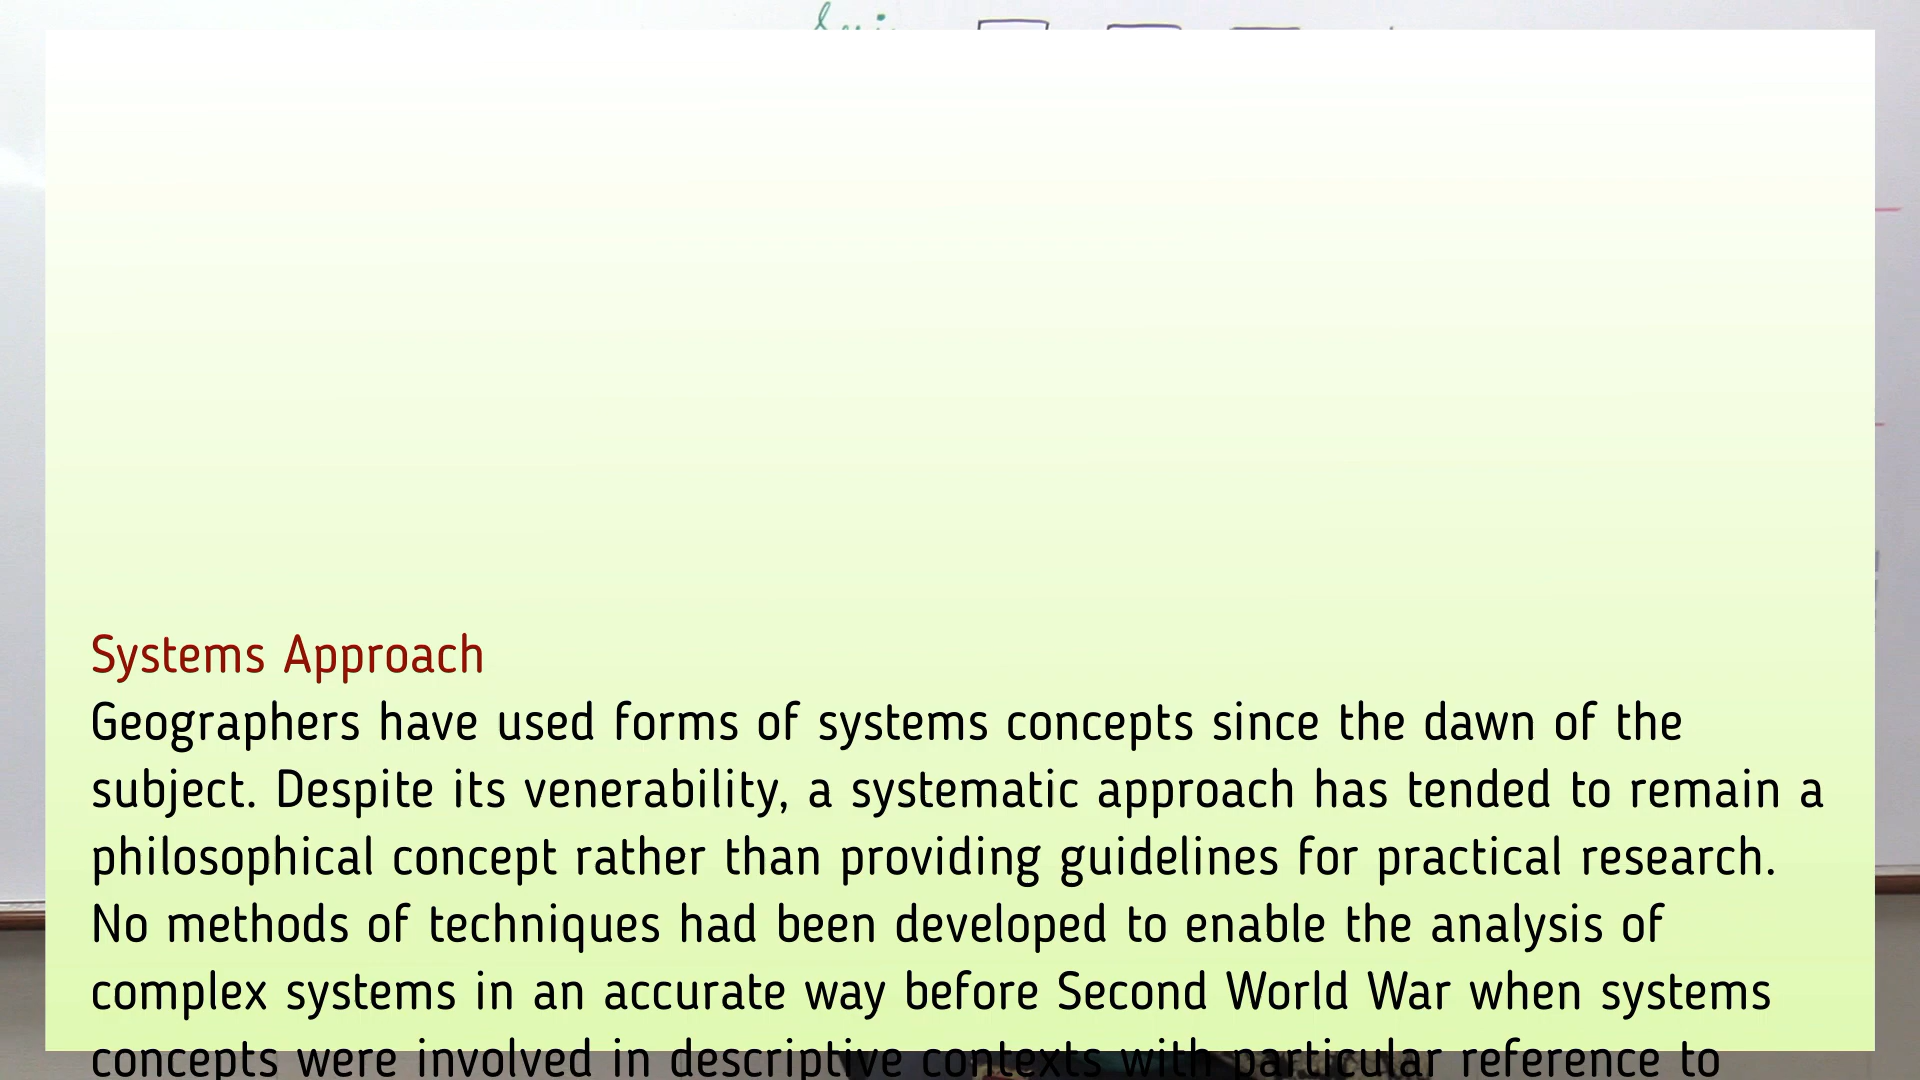 Systems Approach
Geographers have used forms of systems concepts since the dawn of the
subject. Despite its venerability, a systematic approach has tended to remain a
philosophical concept rather than providing guidelines for practical research.
No methods of techniques had been developed to enable the analysis of
complex systems in an accurate way before Second World War when systems
concepts were involved in descriptive contexts with particular reference to